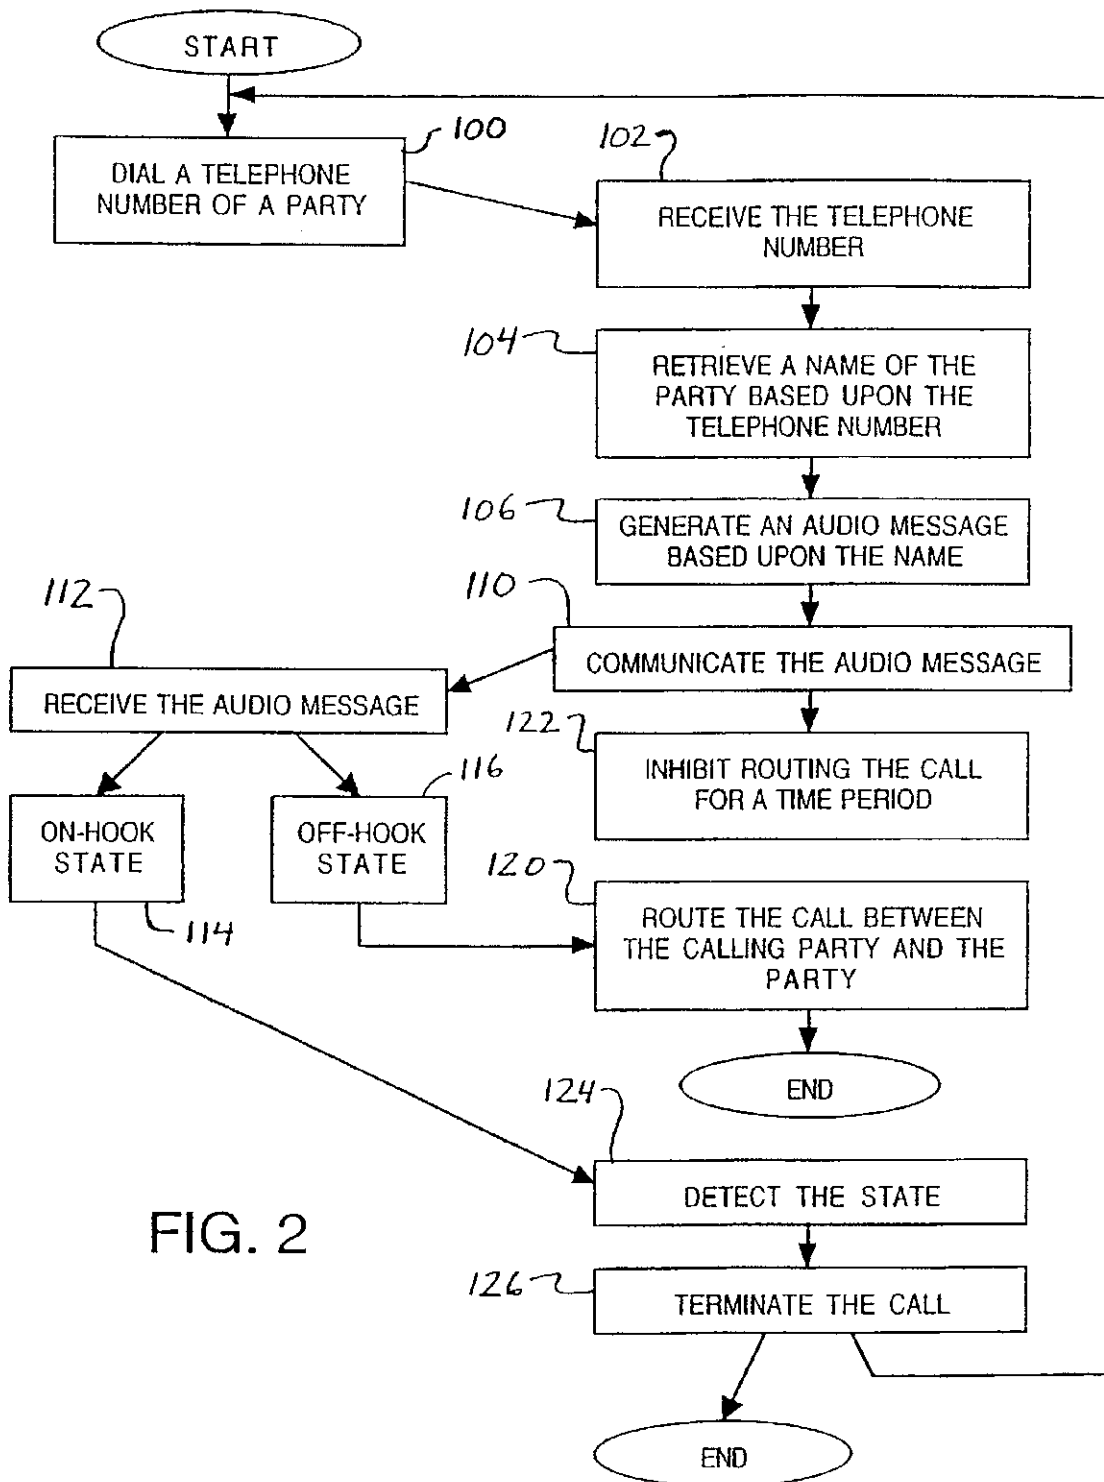 START
100
DIAL A TELEPHONE
NUMBER OF A PARTY
102
RECEIVE THE TELEPHONE
NUMBER
104
RETRIEVE A NAME OF THE
PARTY BASED UPON THE
TELEPHONE NUMBER
106
GENERATE AN AUDIO MESSAGE
BASED UPON THE NAME
110
COMMUNICATE THE AUDIO MESSAGE
112
RECEIVE THE AUDIO MESSAGE
122
INHIBIT ROUTING THE CALL
FOR A TIME PERIOD
ON-HOOK
STATE
114
116
OFF-HOOK
STATE
120
ROUTE THE CALL BETWEEN
THE CALLING PARTY AND THE
PARTY
END
124
DETECT THE STATE
126
TERMINATE THE CALL
END
FIG. 2